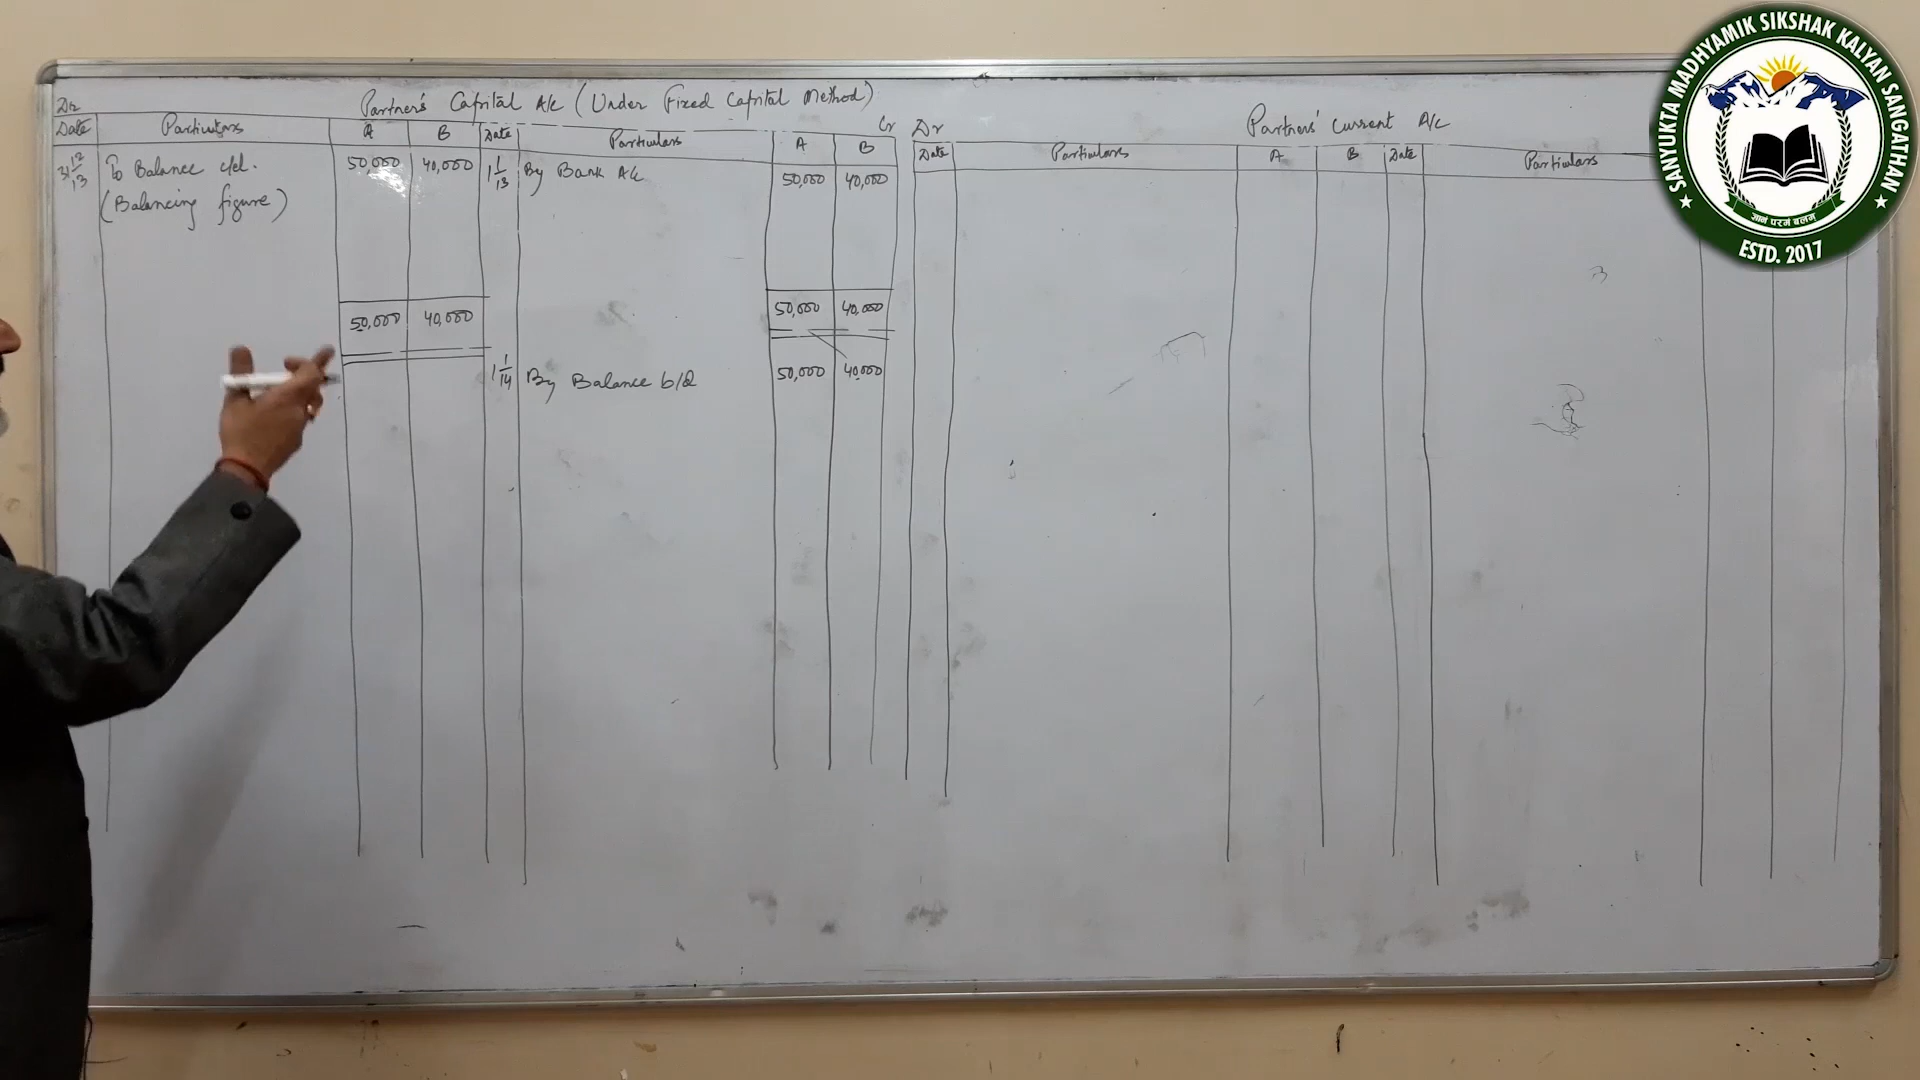 Partner's Capital A/c (Under Fixed Capital Method)
Dr
Cr
Date Particulars A B Date Particulars A B
31/12/13 To Balance c/d. 50,000 40,000 1/1/13 By Bank A/c 50,000 40,000
(Balancing figure)
50,000 40,000 50,000 40,000
1/1/14 By Balance b/d 50,000 40,000
Dr Partners' Current A/c
Date Particulars A B Date Particulars
SANYUKTA MADHYAMIK SIKSHAK KALYAN SANGATHAN
ज्ञानं परमं बलम्
ESTD. 2017